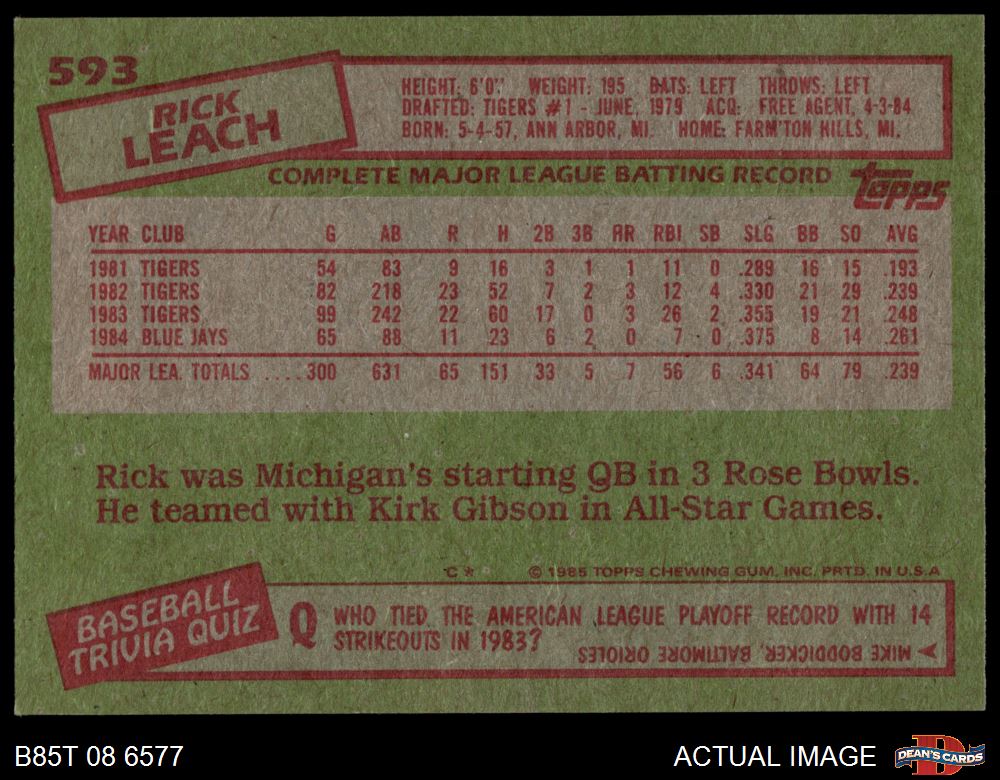 593
RICK
LEACH
HEIGHT: 6'0" WEIGHT: 195 BATS: LEFT THROWS: LEFT
DRAFTED: TIGERS #1 - JUNE, 1979 ACQ: FREE AGENT, 4-3-84
BORN: 5-4-57, ANN ARBOR, MI. HOME: FARM'TON HILLS, MI.
COMPLETE MAJOR LEAGUE BATTING RECORD
topps
YEAR CLUB G AB R H 2B 3B HR RBI SB SLG BB SO AVG
1981 TIGERS 54 83 9 16 3 1 1 11 0 .289 16 15 .193
1982 TIGERS 82 218 23 52 7 2 3 12 4 .330 21 29 .239
1983 TIGERS 99 242 22 60 17 0 3 26 2 .355 19 21 .248
1984 BLUE JAYS 65 88 11 23 6 2 0 7 0 .375 8 14 .261
MAJOR LEA. TOTALS ....300 631 65 151 33 5 7 56 6 .341 64 79 .239
Rick was Michigan's starting QB in 3 Rose Bowls.
He teamed with Kirk Gibson in All-Star Games.
*C* © 1985 TOPPS CHEWING GUM, INC. PRTD. IN U.S.A
BASEBALL
TRIVIA QUIZ
Q WHO TIED THE AMERICAN LEAGUE PLAYOFF RECORD WITH 14
STRIKEOUTS IN 1983?
MIKE BODDICKER, BALTIMORE ORIOLES
B85T 08 6577
ACTUAL IMAGE
D
DEAN'S CARDS